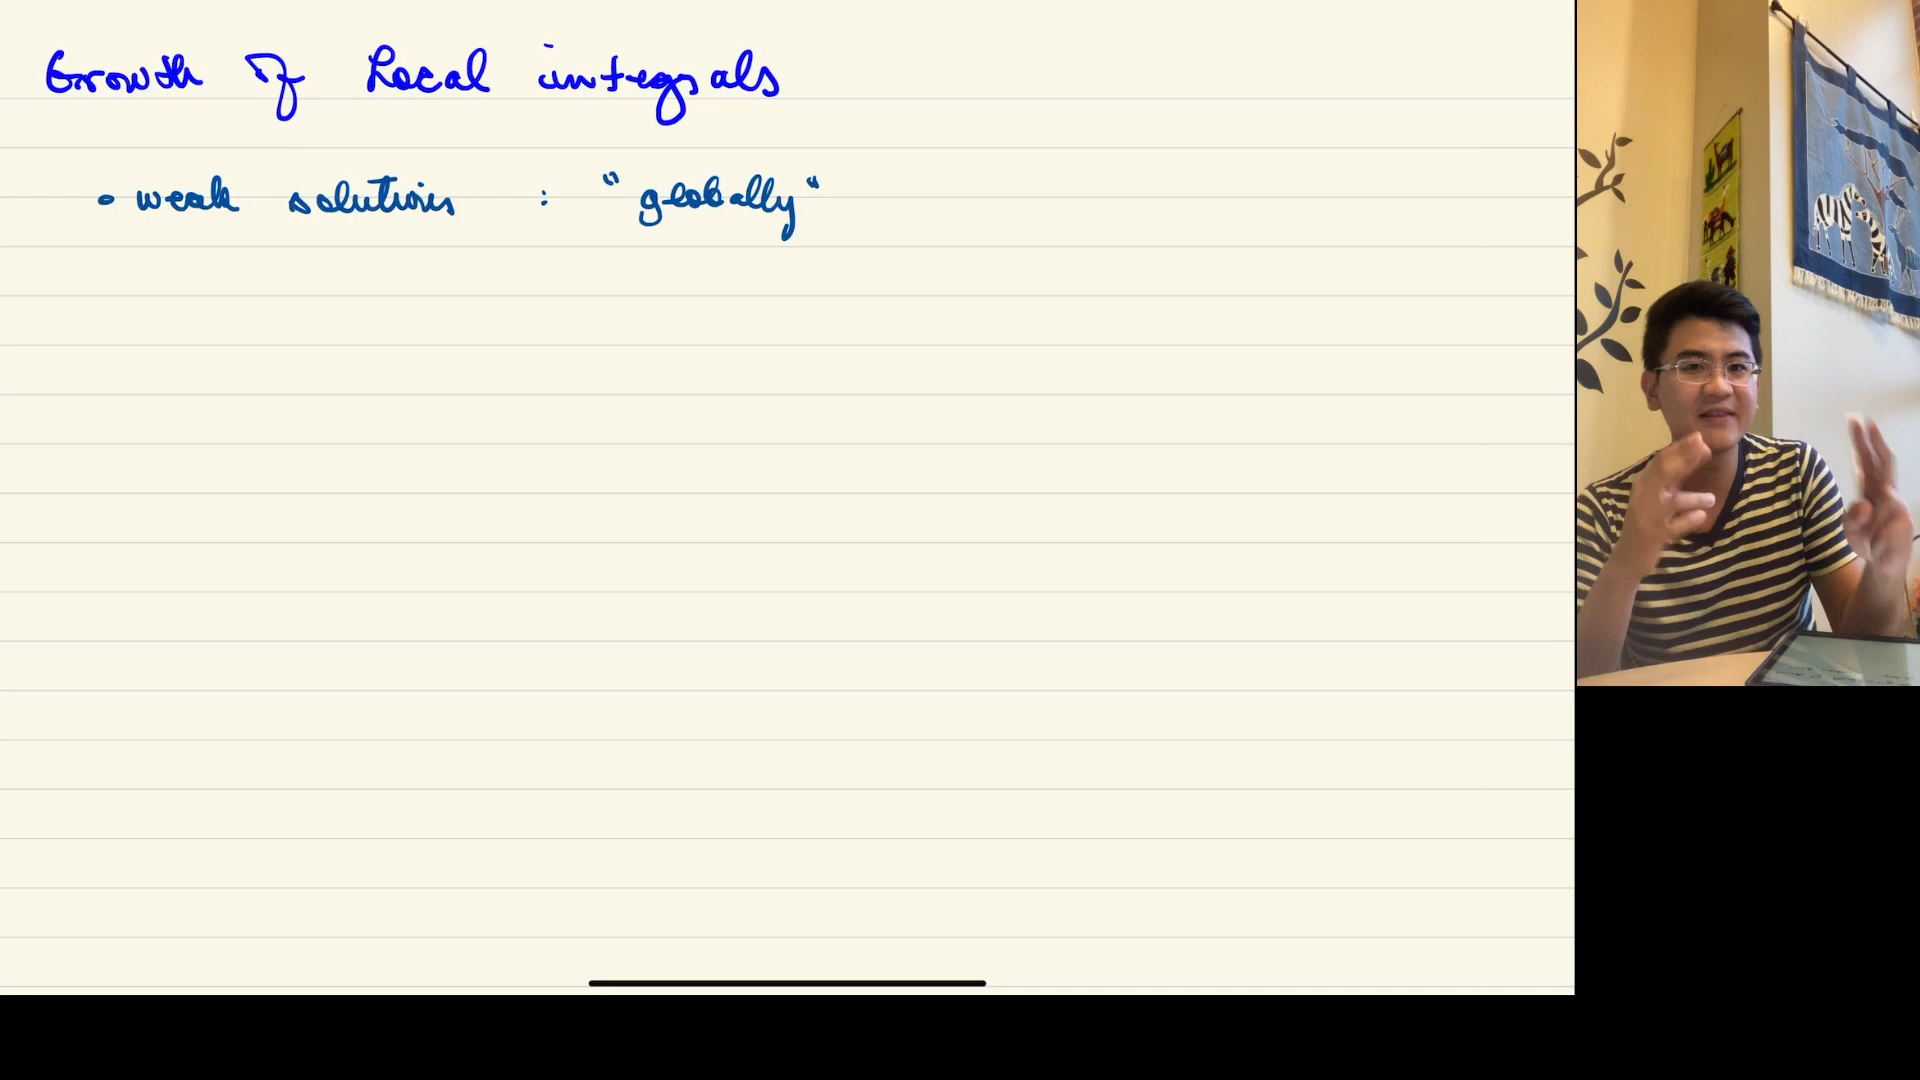 Growth of Local integrals
• weak solutions : "globally"